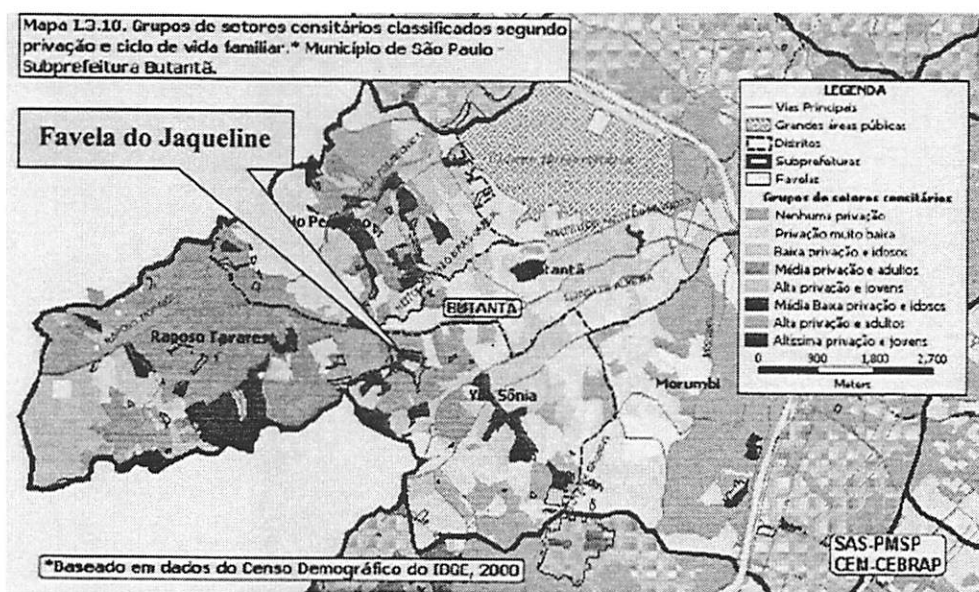 Mapa I.3.10. Grupos de setores censitários classificados segundo
privação e ciclo de vida familiar.* Município de São Paulo -
Subprefeitura Butantã.
Favela do Jaqueline
LEGENDA
Vias Principais
Grandes áreas públicas
Distritos
Subprefeituras
Favelas
Grupos de setores censitários
Nenhuma privação
Privação muito baixa
Baixa privação e idosos
Média privação e adultos
Alta privação e jovens
Média Baixa privação e idosos
Alta privação e adultos
Altíssima privação e jovens
0 900 1,800 2,700
Meters
BUTANTA
Raposo Tavares
Sônia
Morumbi
*Baseado em dados do Censo Demográfico do IBGE, 2000
SAS-PMSP
CEM-CEBRAP